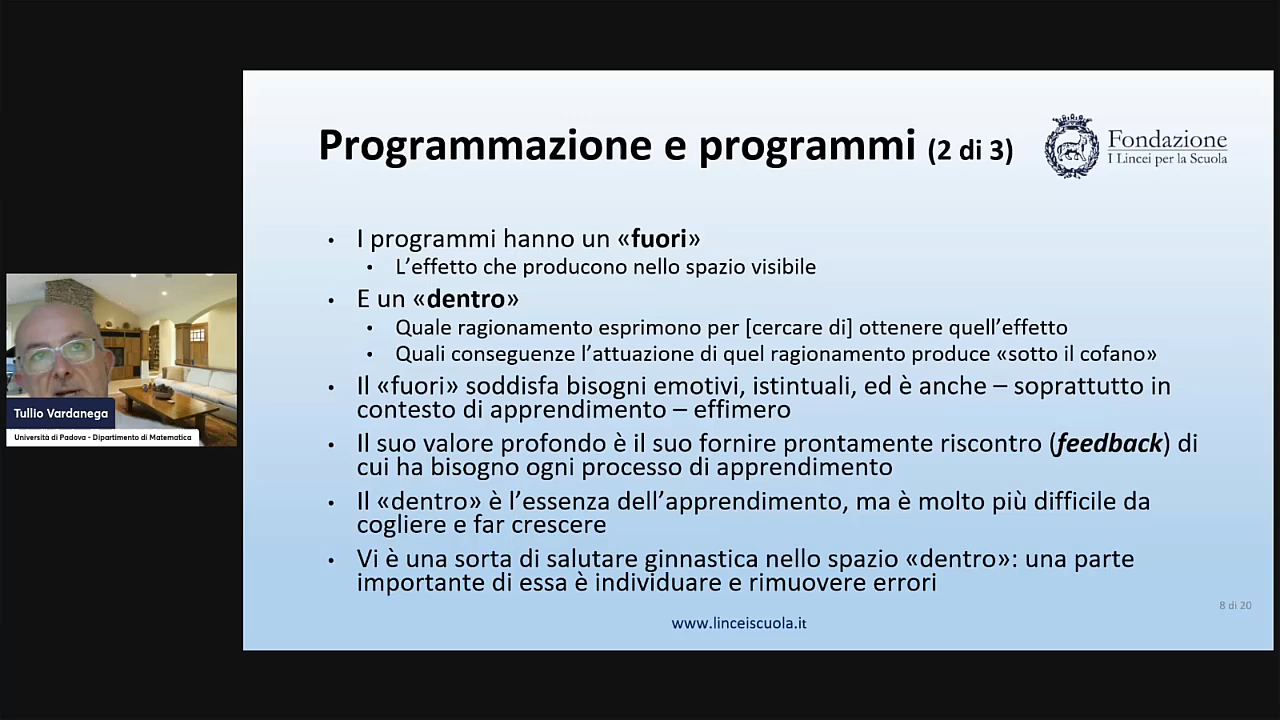 Programmazione e programmi (2 di 3)
Fondazione
I Lincei per la Scuola
• I programmi hanno un «fuori»
• L'effetto che producono nello spazio visibile
• E un «dentro»
• Quale ragionamento esprimono per [cercare di] ottenere quell'effetto
• Quali conseguenze l'attuazione di quel ragionamento produce «sotto il cofano»
• Il «fuori» soddisfa bisogni emotivi, istintuali, ed è anche – soprattutto in
contesto di apprendimento – effimero
• Il suo valore profondo è il suo fornire prontamente riscontro (feedback) di
cui ha bisogno ogni processo di apprendimento
• Il «dentro» è l'essenza dell'apprendimento, ma è molto più difficile da
cogliere e far crescere
• Vi è una sorta di salutare ginnastica nello spazio «dentro»: una parte
importante di essa è individuare e rimuovere errori
8 di 20
www.linceiscuola.it
Tullio Vardanega
Università di Padova - Dipartimento di Matematica